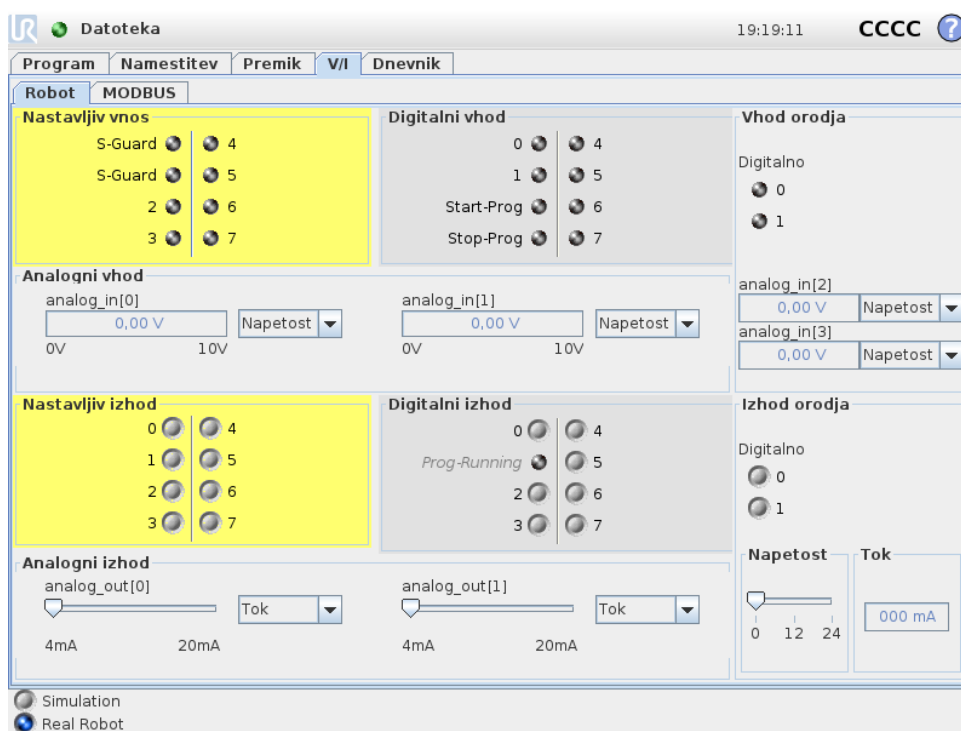 UR Datoteka 19:19:11 CCCC ?
Program Namestitev Premik V/I Dnevnik
Robot MODBUS
Nastavljiv vnos
S-Guard 4
S-Guard 5
2 6
3 7
Digitalni vhod
0 4
1 5
Start-Prog 6
Stop-Prog 7
Vhod orodja
Digitalno
0
1
analog_in[2]
0,00 V Napetost
analog_in[3]
0,00 V Napetost
Analogni vhod
analog_in[0]
0,00 V Napetost
0V 10V
analog_in[1]
0,00 V Napetost
0V 10V
Nastavljiv izhod
0 4
1 5
2 6
3 7
Digitalni izhod
0 4
Prog-Running 5
2 6
3 7
Izhod orodja
Digitalno
0
1
Napetost
0 12 24
Tok
000 mA
Analogni izhod
analog_out[0]
Tok
4mA 20mA
analog_out[1]
Tok
4mA 20mA
Simulation
Real Robot